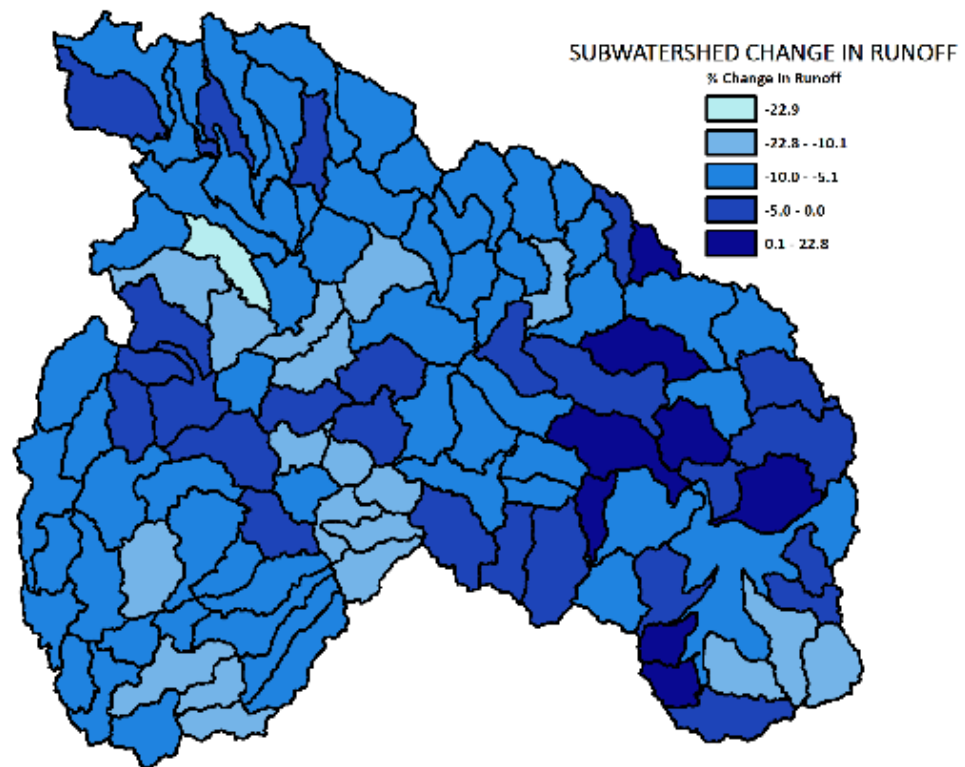 SUBWATERSHED CHANGE IN RUNOFF
% Change In Runoff
-22.9
-22.8 - -10.1
-10.0 - -5.1
-5.0 - 0.0
0.1 - 22.8